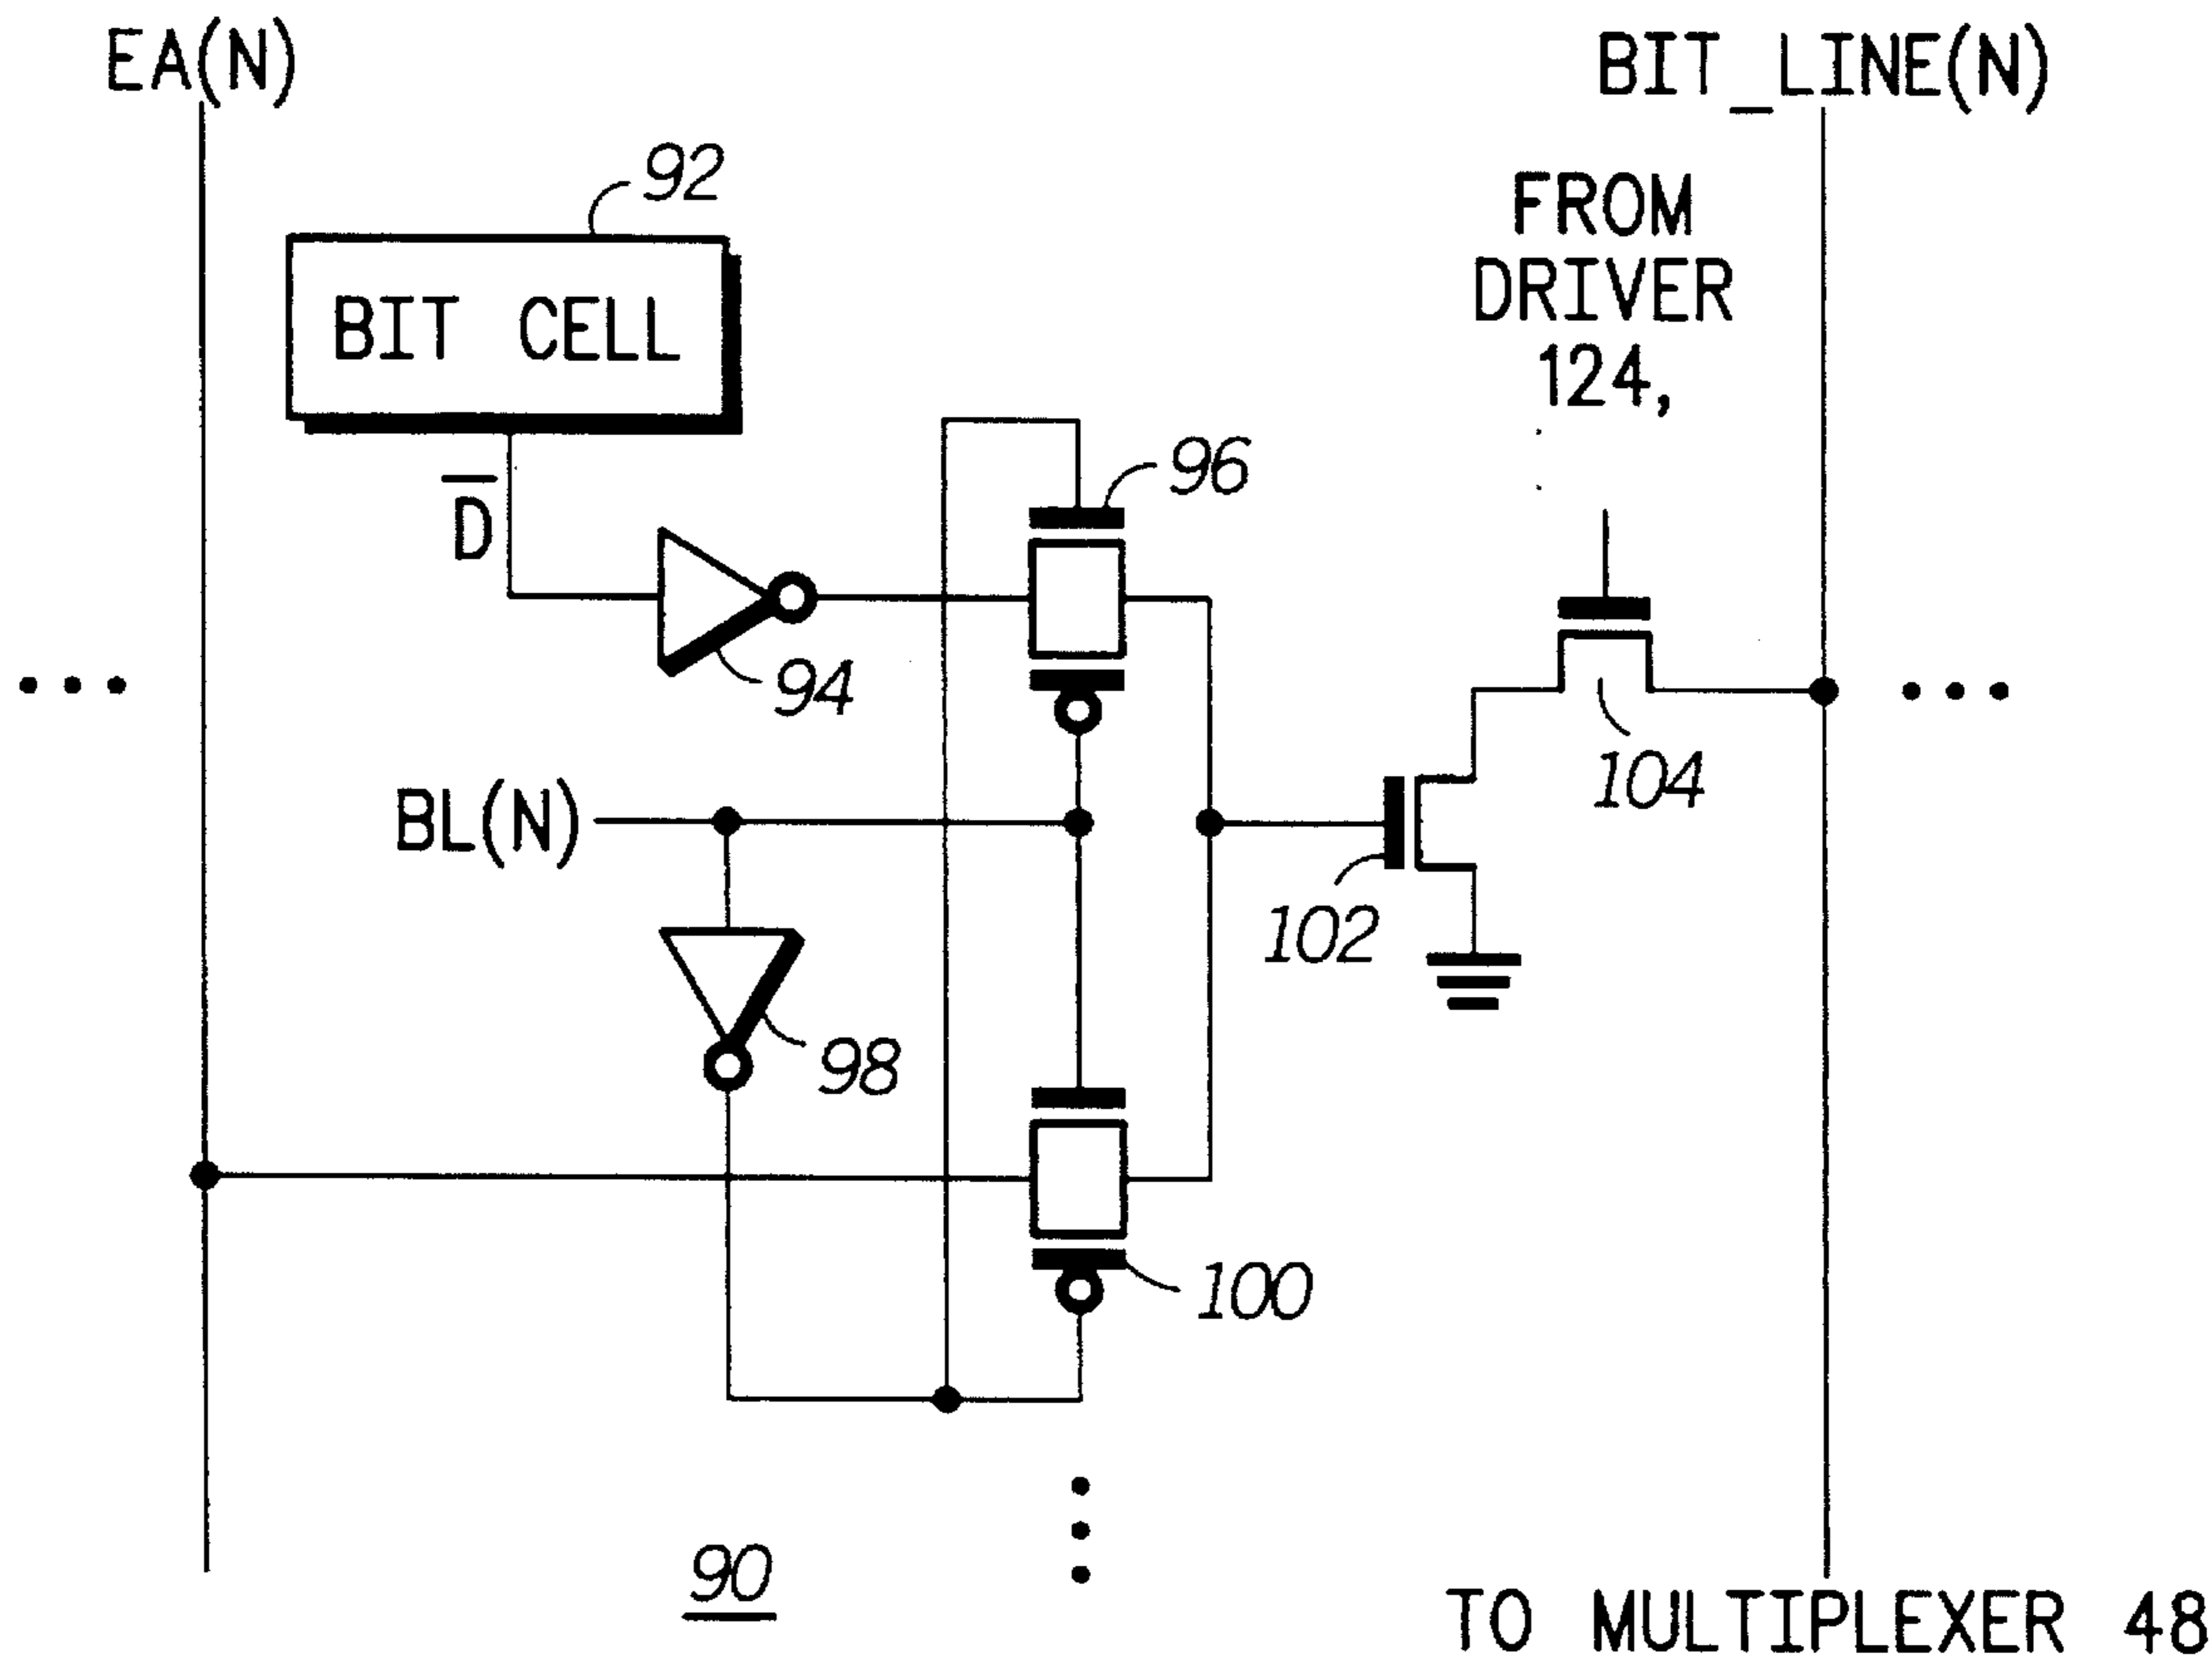 EA(N)
BIT_LINE(N)
92
FROM
DRIVER
124,
BIT CELL
D̅
96
94
104
BL(N)
102
98
100
90
TO MULTIPLEXER 48